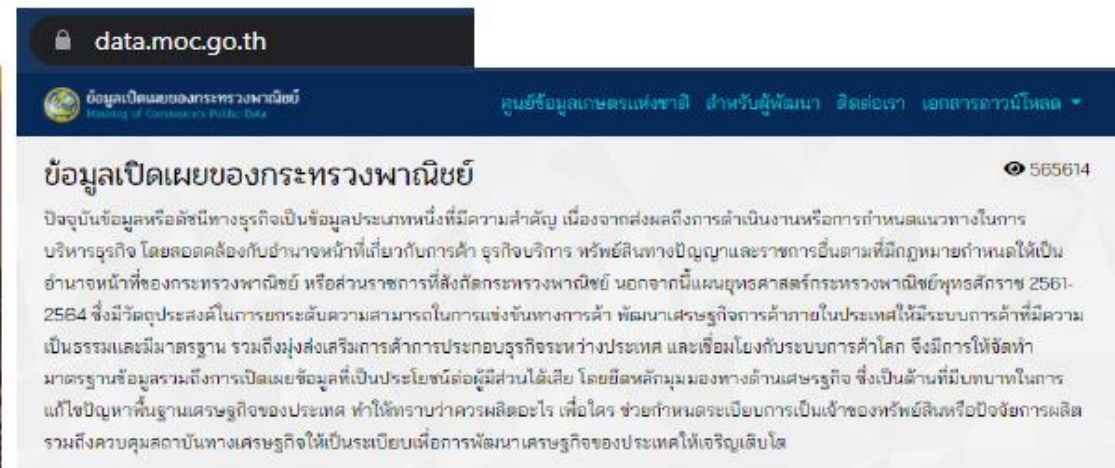 data.moc.go.th
ข้อมูลเปิดเผยของกระทรวงพาณิชย์
Ministry of Commerce's Public Data
ศูนย์ข้อมูลเกษตรแห่งชาติ สำหรับผู้พัฒนา ติดต่อเรา เอกสารดาวน์โหลด
ข้อมูลเปิดเผยของกระทรวงพาณิชย์
565614
ปัจจุบันข้อมูลหรือดัชนีทางธุรกิจเป็นข้อมูลประเภทหนึ่งที่มีความสำคัญ เนื่องจากส่งผลถึงการดำเนินงานหรือการกำหนดแนวทางในการ
บริหารธุรกิจ โดยสอดคล้องกับอำนาจหน้าที่เกี่ยวกับการค้า ธุรกิจบริการ ทรัพย์สินทางปัญญาและราชการอื่นตามที่มีกฎหมายกำหนดให้เป็น
อำนาจหน้าที่ของกระทรวงพาณิชย์ หรือส่วนราชการที่สังกัดกระทรวงพาณิชย์ นอกจากนี้แผนยุทธศาสตร์กระทรวงพาณิชย์พุทธศักราช 2561-
2564 ซึ่งมีวัตถุประสงค์ในการยกระดับความสามารถในการแข่งขันทางการค้า พัฒนาเศรษฐกิจการค้าภายในประเทศให้มีระบบการค้าที่มีความ
เป็นธรรมและมีมาตรฐาน รวมถึงมุ่งส่งเสริมการค้าการประกอบธุรกิจระหว่างประเทศ และเชื่อมโยงกับระบบการค้าโลก จึงมีการให้จัดทำ
มาตรฐานข้อมูลรวมถึงการเปิดเผยข้อมูลที่เป็นประโยชน์ต่อผู้มีส่วนได้เสีย โดยยึดหลักมุมมองทางด้านเศษรฐกิจ ซึ่งเป็นด้านที่มีบทบาทในการ
แก้ไขปัญหาพื้นฐานเศรษฐกิจของประเทศ ทำให้ทราบว่าควรผลิตอะไร เพื่อใคร ช่วยกำหนดระเบียบการเป็นเจ้าของทรัพย์สินหรือปัจจัยการผลิต
รวมถึงควบคุมสถาบันทางเศรษฐกิจให้เป็นระเบียบเพื่อการพัฒนาเศรษฐกิจของประเทศให้เจริญเติบโต